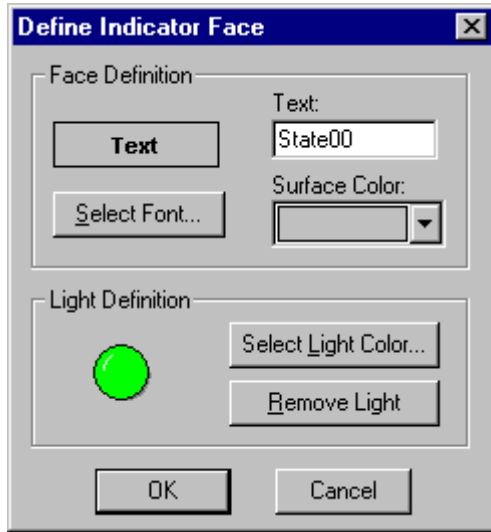 Define Indicator Face
Face Definition
Text
Text:
State00
Select Font...
Surface Color:
Light Definition
Select Light Color...
Remove Light
OK
Cancel